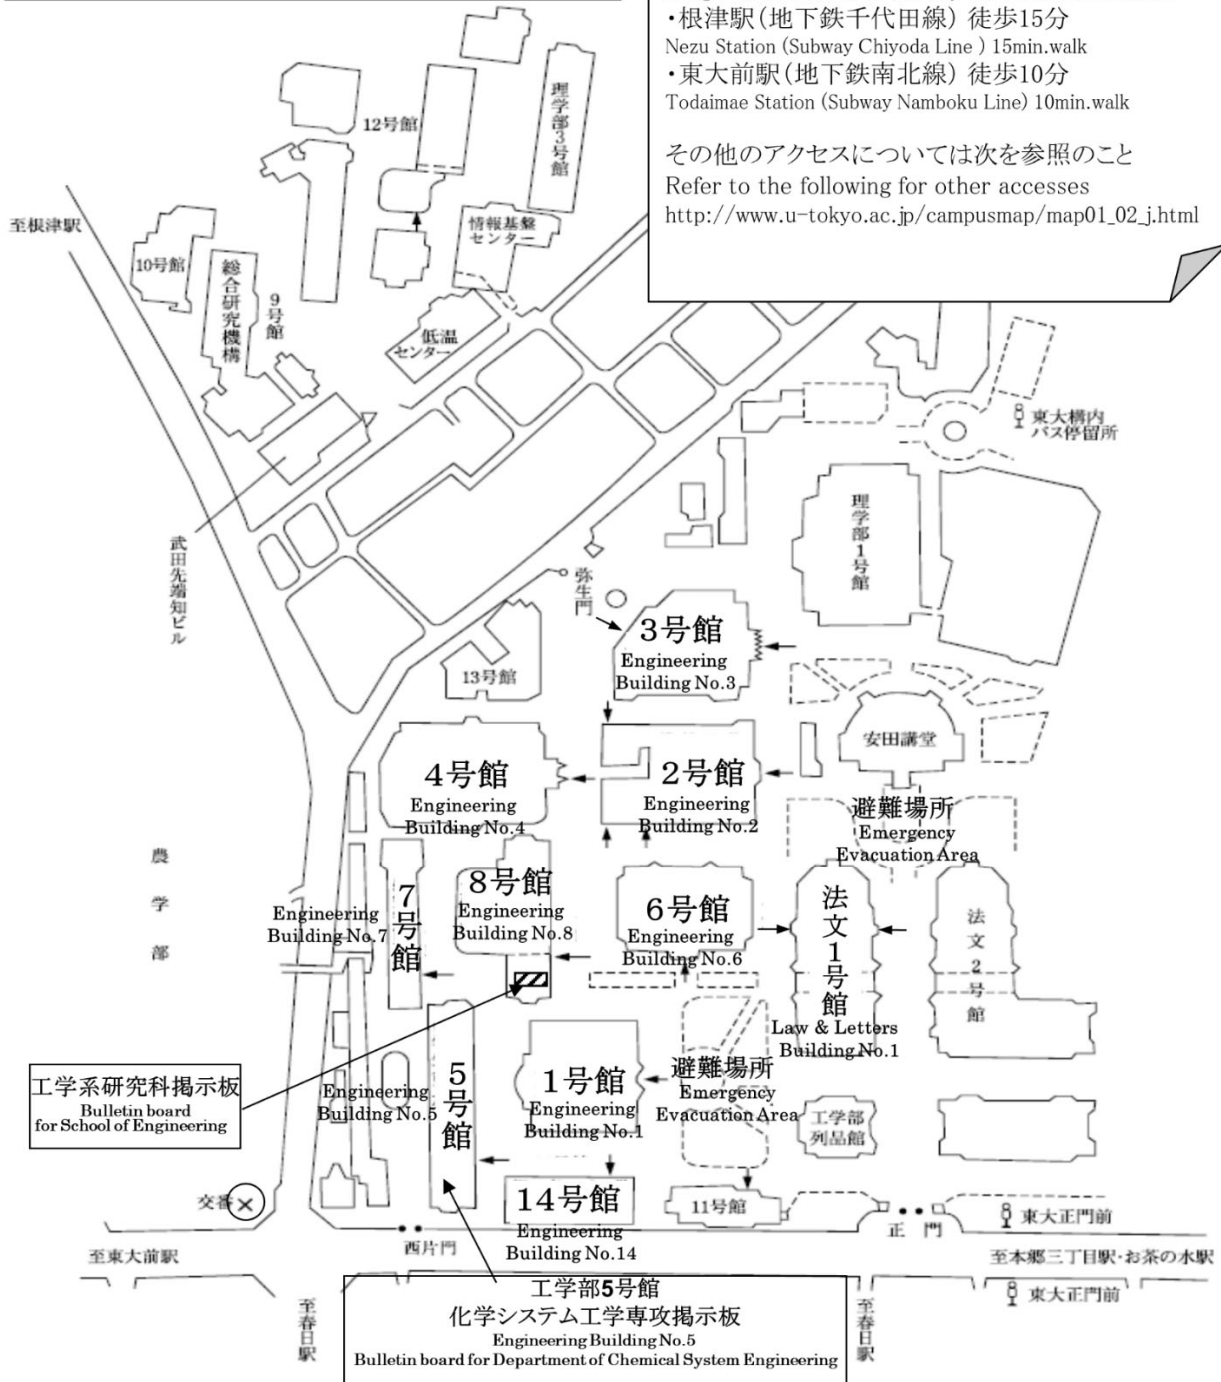 ・根津駅(地下鉄千代田線) 徒歩15分
Nezu Station (Subway Chiyoda Line ) 15min.walk
・東大前駅(地下鉄南北線) 徒歩10分
Todaimae Station (Subway Namboku Line) 10min.walk
その他のアクセスについては次を参照のこと
Refer to the following for other accesses
http://www.u-tokyo.ac.jp/campusmap/map01_02_j.html
12号館
理学部3号館
至根津駅
10号館
総合研究機構
9号館
情報基盤
センター
低温
センター
東大構内
バス停留所
武田先端知ビル
理学部1号館
弥生門
3号館
Engineering
Building No.3
13号館
安田講堂
4号館
Engineering
Building No.4
2号館
Engineering
Building No.2
避難場所
Emergency
Evacuation Area
農学部
7号館
Engineering
Building No.7
8号館
Engineering
Building No.8
6号館
Engineering
Building No.6
法文1号館
Law & Letters
Building No.1
法文2号館
工学系研究科掲示板
Bulletin board
for School of Engineering
5号館
Engineering
Building No.5
1号館
Engineering
Building No.1
避難場所
Emergency
Evacuation Area
工学部
列品館
交番
14号館
Engineering
Building No.14
11号館
西片門
正門
東大正門前
至東大前駅
至本郷三丁目駅・お茶の水駅
東大正門前
至春日駅
至春日駅
工学部5号館
化学システム工学専攻掲示板
Engineering Building No.5
Bulletin board for Department of Chemical System Engineering